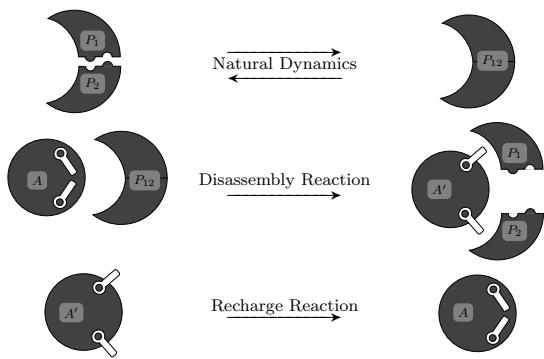 P₁
P₂
Natural Dynamics
P₁₂
A
P₁₂
Disassembly Reaction
A′
P₁
P₂
A′
Recharge Reaction
A